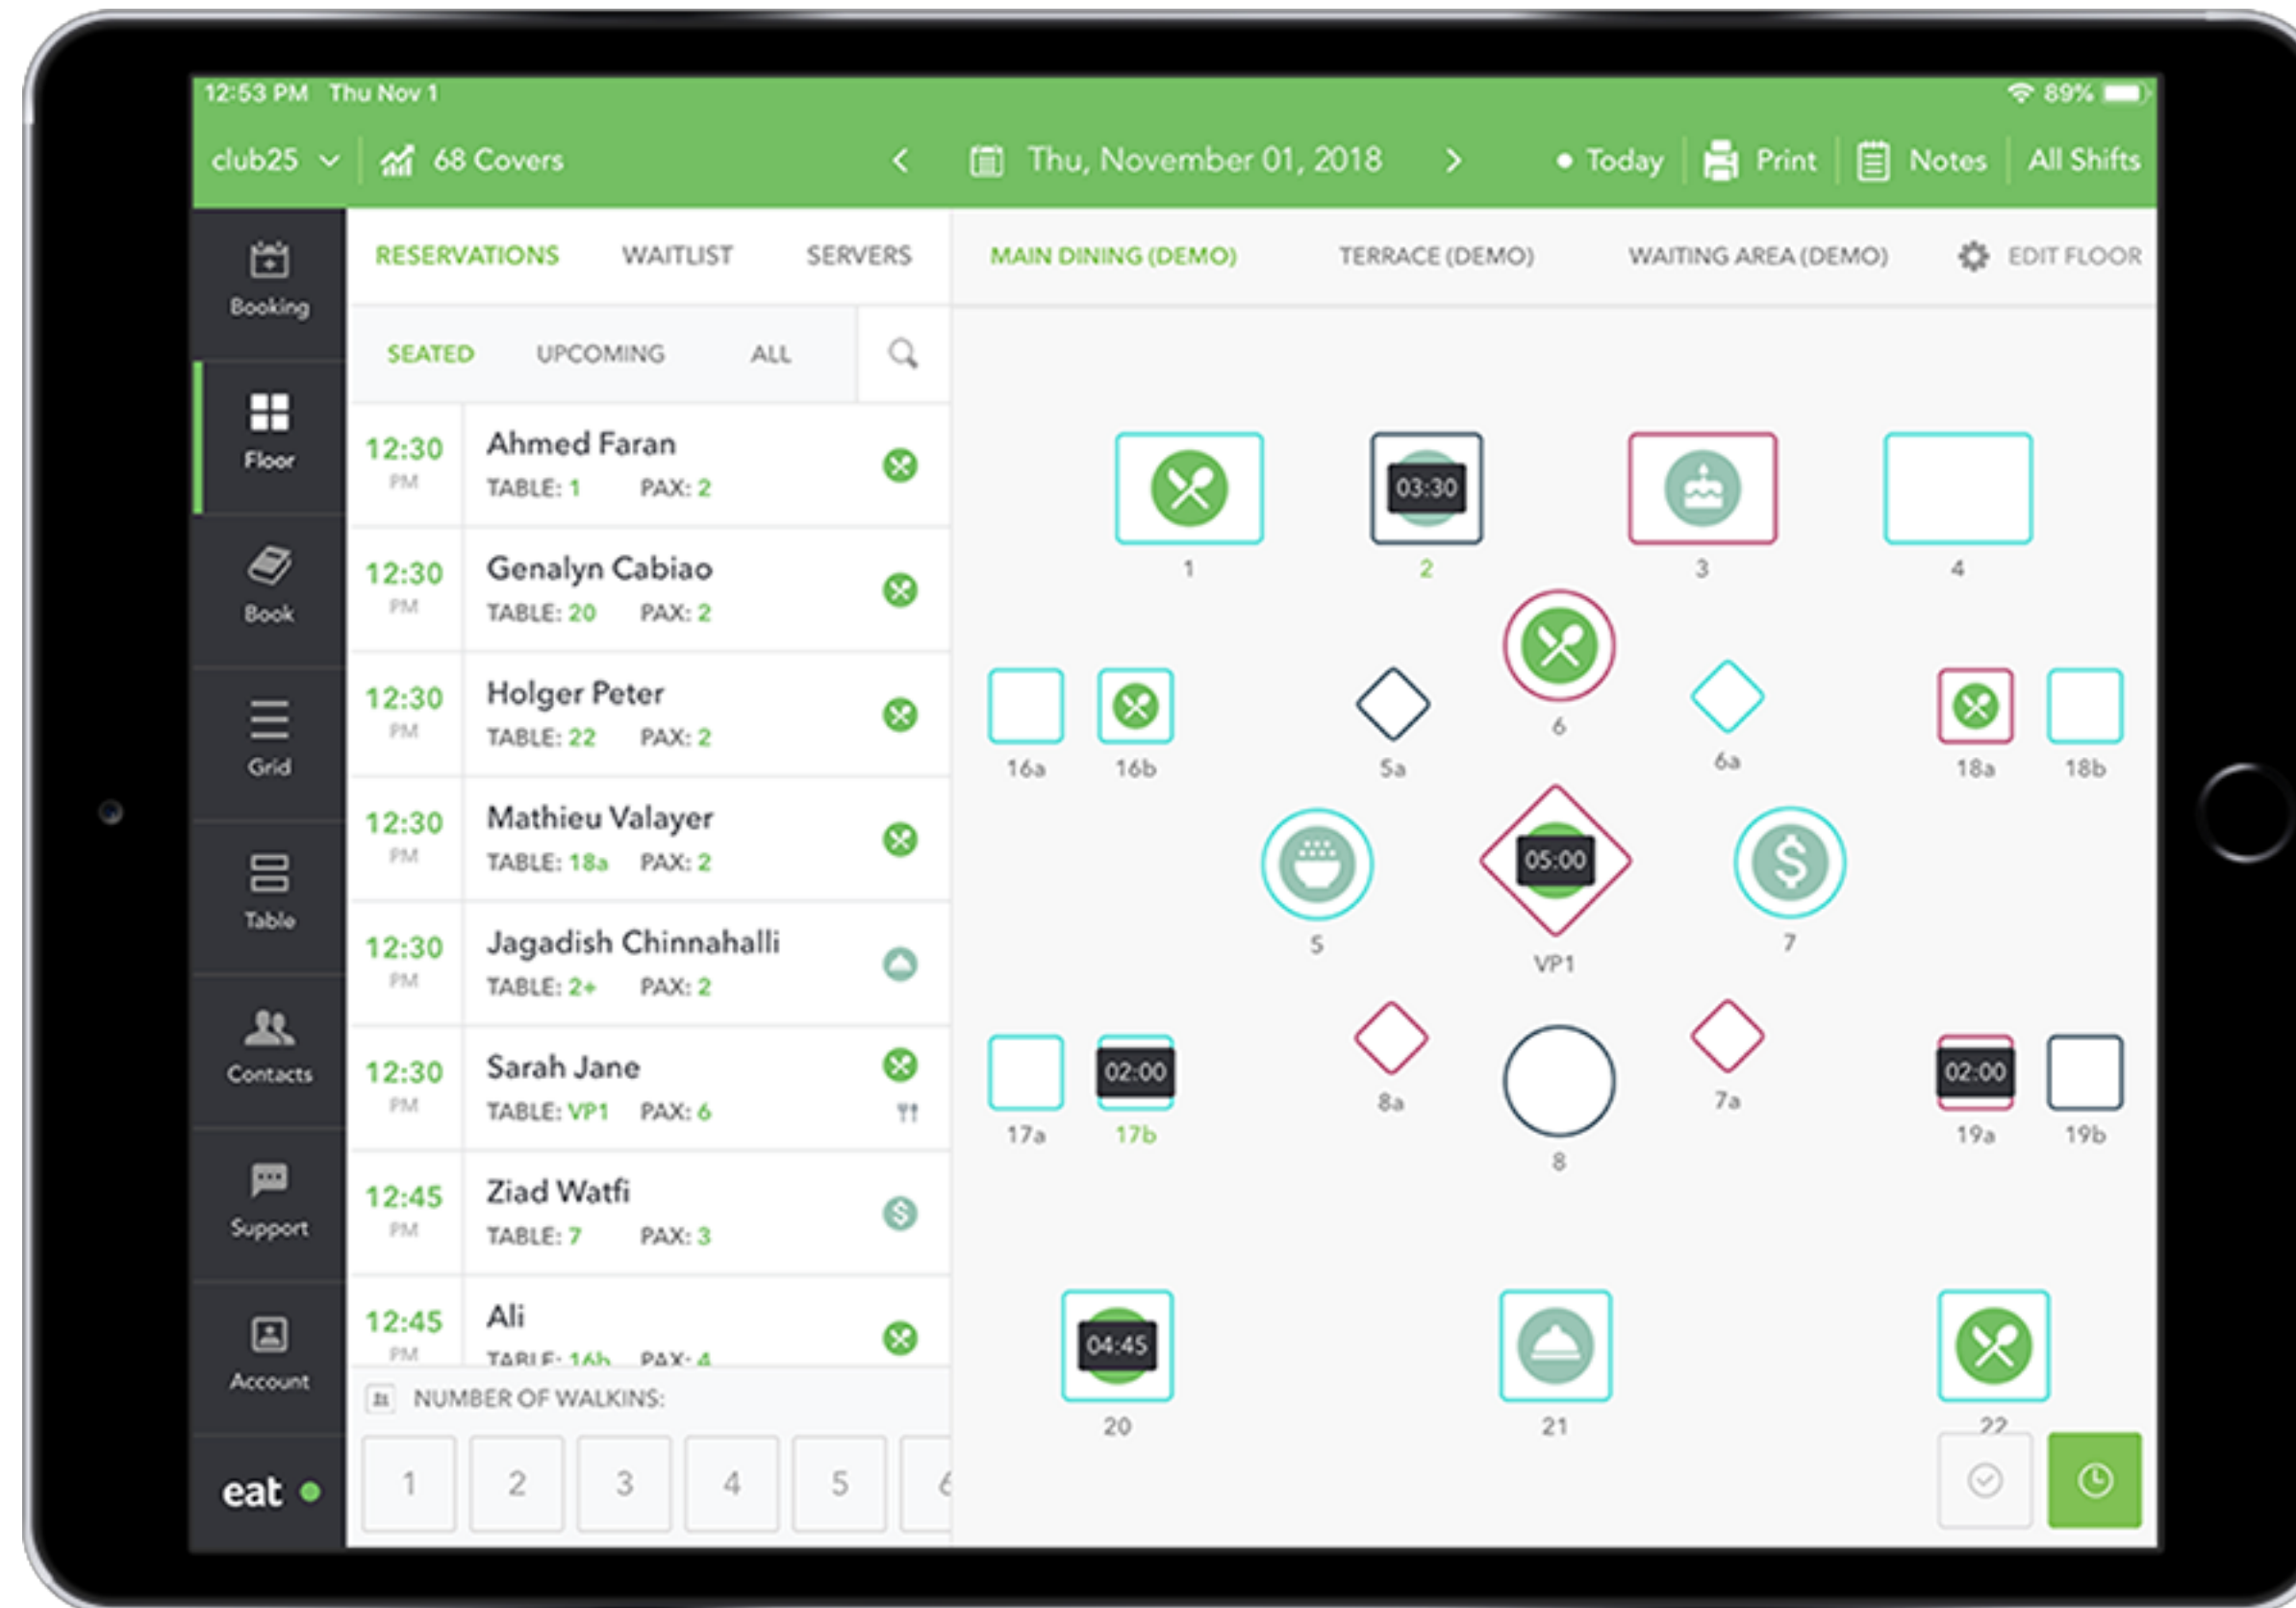 12:53 PM Thu Nov 1
89%
club25
68 Covers
Thu, November 01, 2018
Today
Print
Notes
All Shifts
Booking
Floor
Book
Grid
Table
Contacts
Support
Account
eat
RESERVATIONS WAITLIST SERVERS
SEATED UPCOMING ALL
12:30 PM
Ahmed Faran
TABLE: 1 PAX: 2
12:30 PM
Genalyn Cabiao
TABLE: 20 PAX: 2
12:30 PM
Holger Peter
TABLE: 22 PAX: 2
12:30 PM
Mathieu Valayer
TABLE: 18a PAX: 2
12:30 PM
Jagadish Chinnahalli
TABLE: 2+ PAX: 2
12:30 PM
Sarah Jane
TABLE: VP1 PAX: 6
12:45 PM
Ziad Watfi
TABLE: 7 PAX: 3
12:45 PM
Ali
TABLE: 16b PAX: 4
NUMBER OF WALKINS:
1 2 3 4 5 6
MAIN DINING (DEMO) TERRACE (DEMO) WAITING AREA (DEMO) EDIT FLOOR
03:30
1 2 3 4
6
16a 16b 5a 6a 18a 18b
$
05:00
5 VP1 7
02:00 02:00
17a 17b 8a 8 7a 19a 19b
04:45
20 21 22